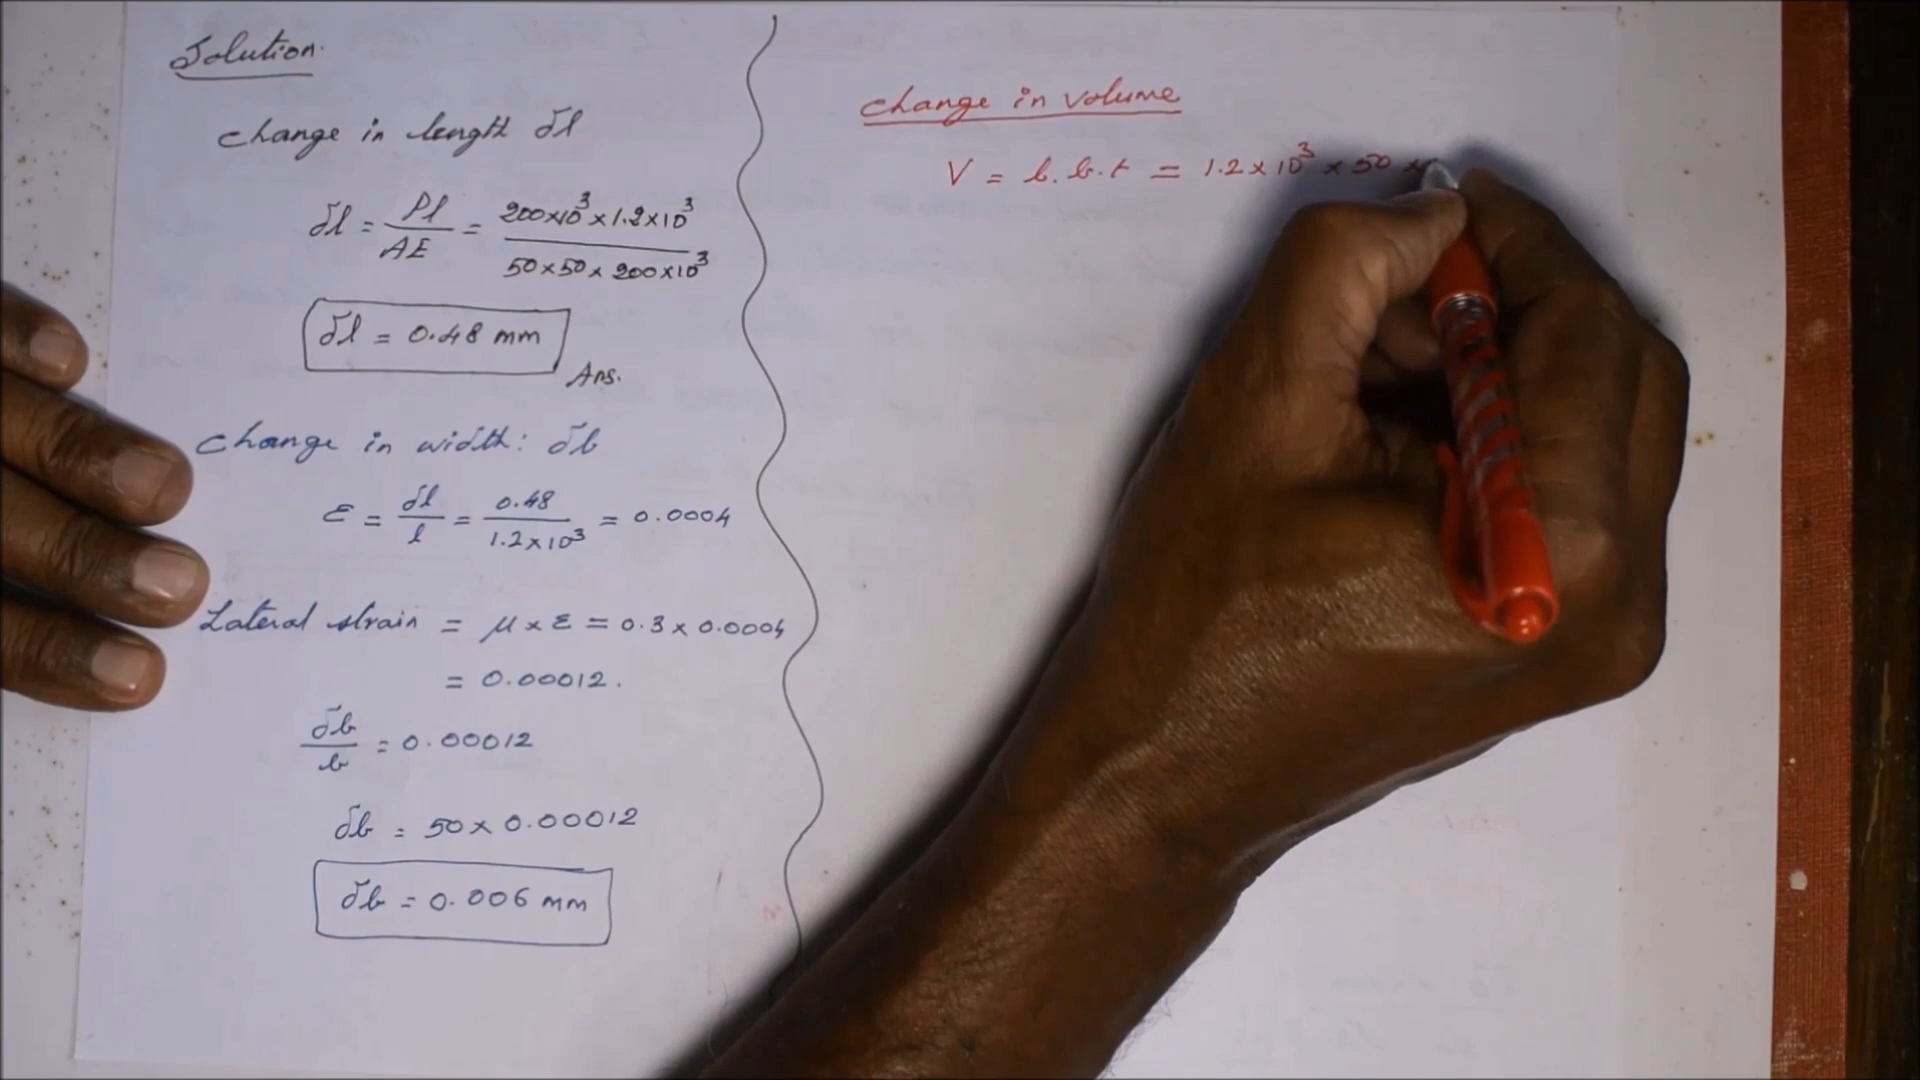 Solution.
change in length δl
δl = Pl / AE = 200×10³×1.2×10³ / 50×50×200×10³
δl = 0.48 mm
Ans.
change in width: δb
ε = δl / l = 0.48 / 1.2×10³ = 0.0004
Lateral strain = μ×ε = 0.3×0.0004
= 0.00012.
δb / b = 0.00012
δb = 50×0.00012
δb = 0.006 mm
change in volume
V = l.b.t = 1.2×10³×50×